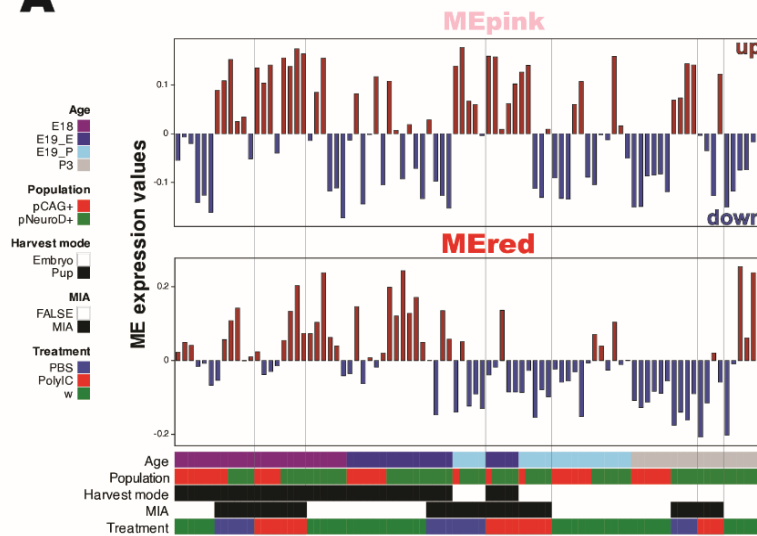 A
MEpink
up
0.1
0
-0.1
down
MEred
0.2
0
-0.2
ME expression values
Age
E18
E19_E
E19_P
P3
Population
pCAG+
pNeuroD+
Harvest mode
Embryo
Pup
MIA
FALSE
MIA
Treatment
PBS
PolyIC
w
Age
Population
Harvest mode
MIA
Treatment